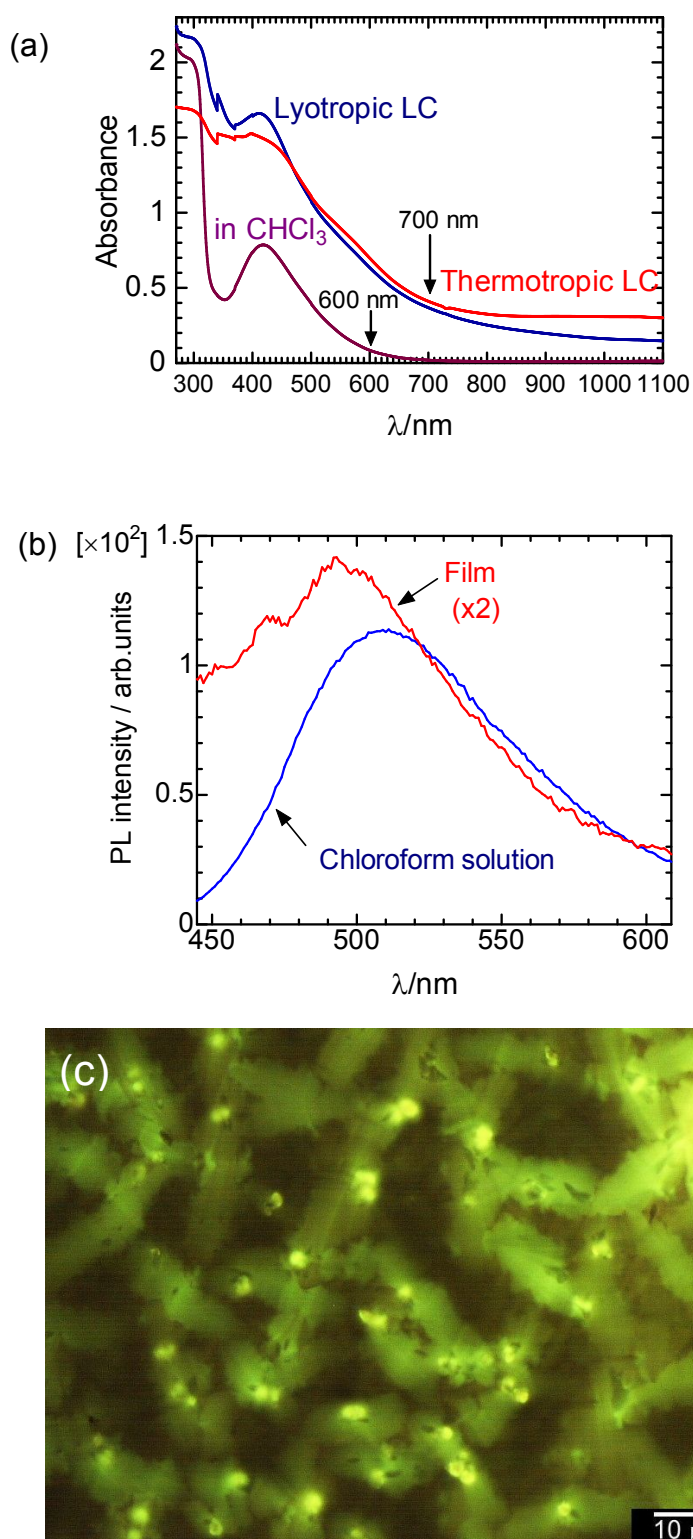 (a)
2
1.5
1
0.5
0
Absorbance
Lyotropic LC
in CHCl3
700 nm
Thermotropic LC
600 nm
300 400 500 600 700 800 900 1000 1100
λ/nm
(b)
[×10²]
1.5
1
0.5
0
PL intensity / arb.units
Film
(x2)
Chloroform solution
450 500 550 600
λ/nm
(c)
10